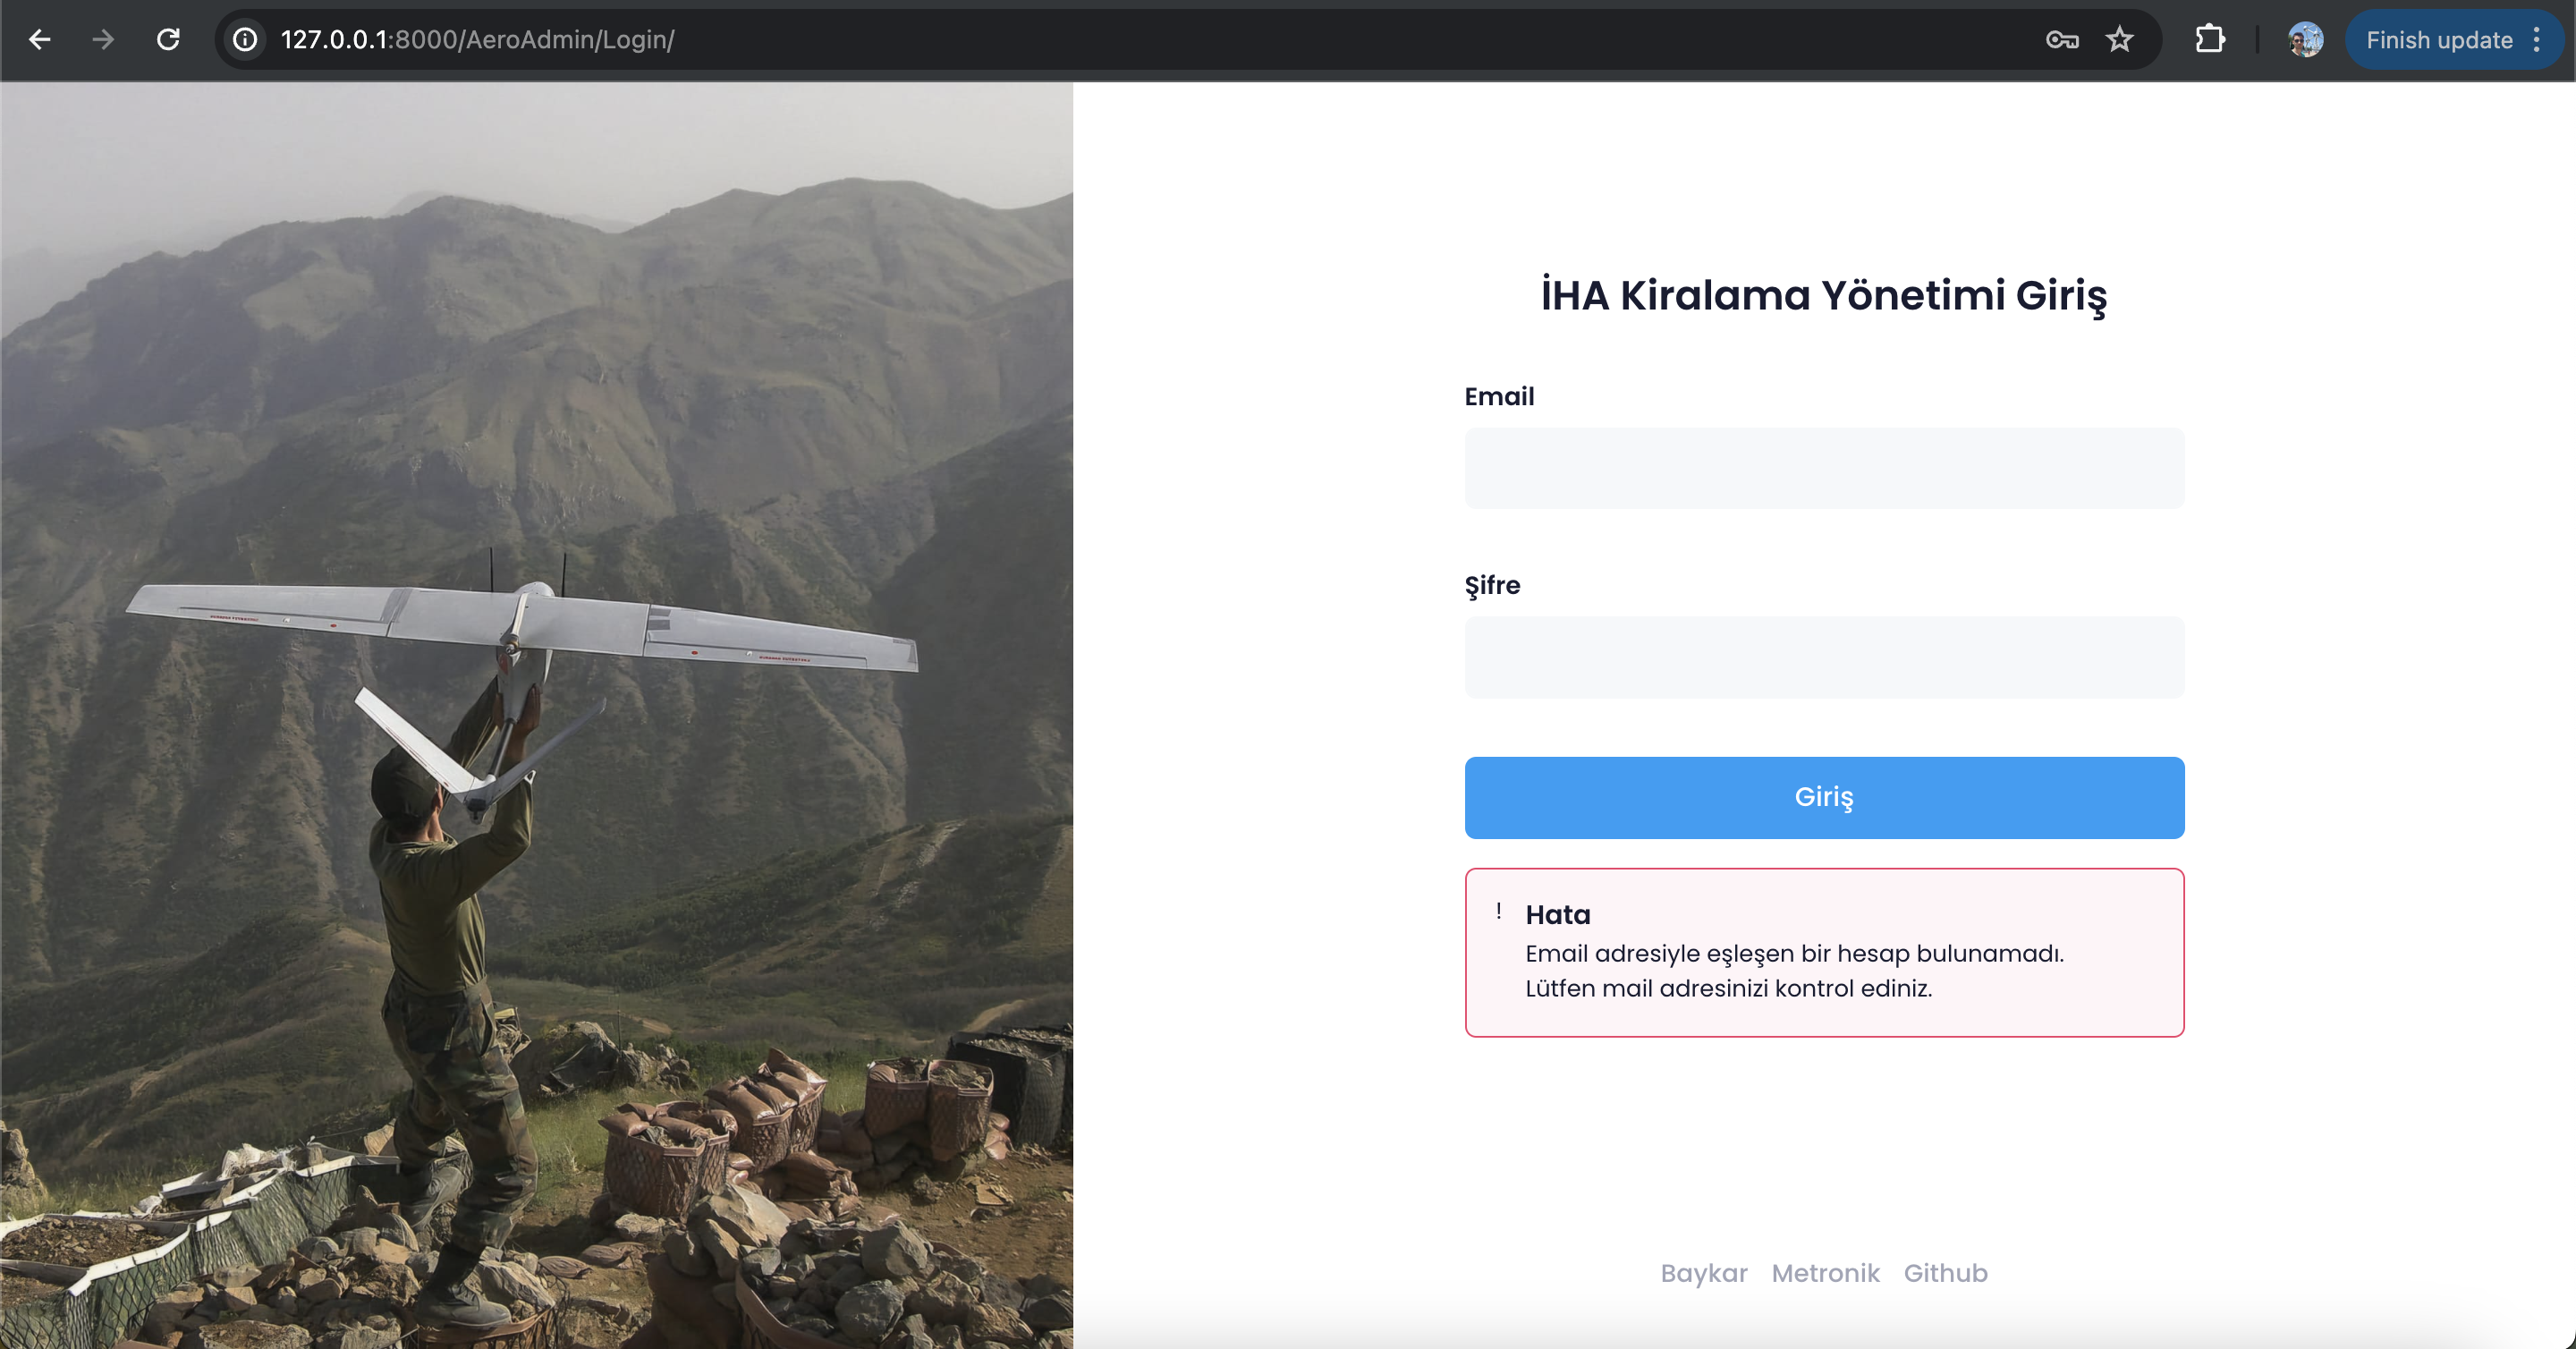 127.0.0.1:8000/AeroAdmin/Login/
Finish update
İHA Kiralama Yönetimi Giriş
Email
Şifre
Giriş
! Hata
Email adresiyle eşleşen bir hesap bulunamadı.
Lütfen mail adresinizi kontrol ediniz.
Baykar Metronik Github